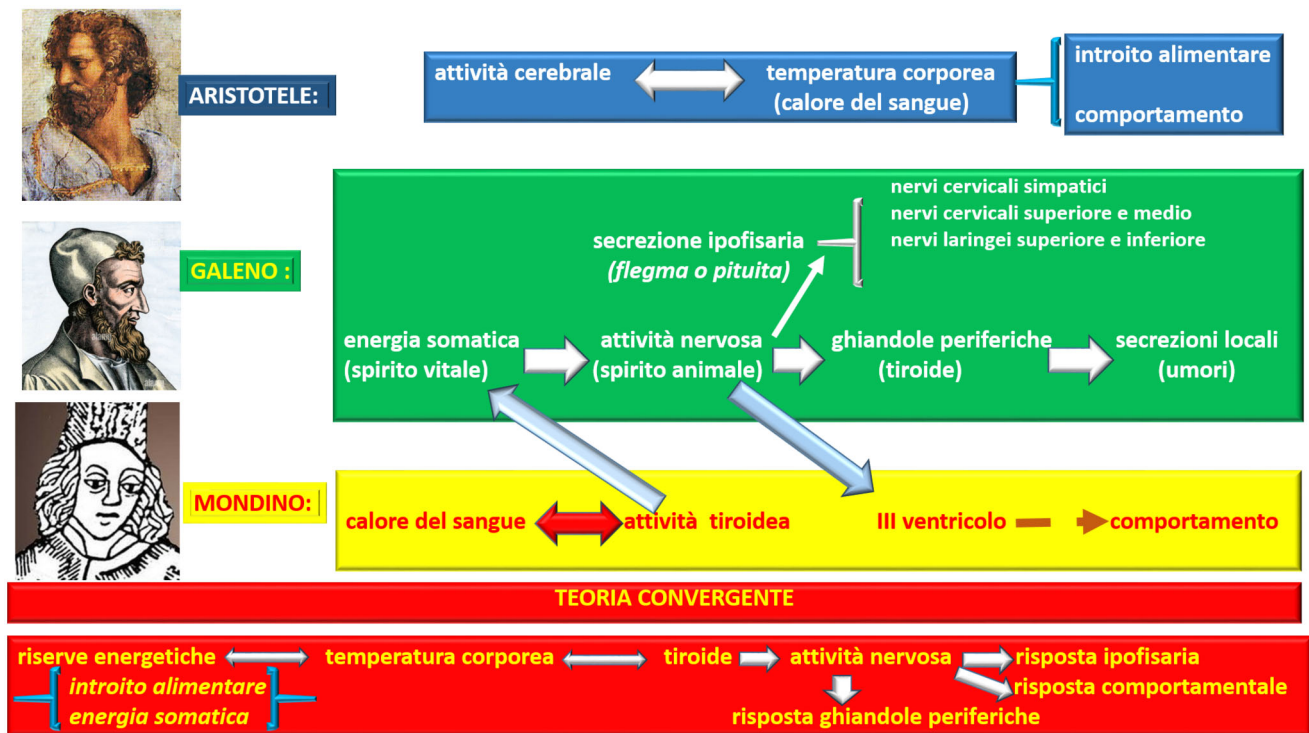 ARISTOTELE:
attività cerebrale
temperatura corporea
(calore del sangue)
introito alimentare
comportamento
GALENO :
nervi cervicali simpatici
nervi cervicali superiore e medio
nervi laringei superiore e inferiore
secrezione ipofisaria
(flegma o pituita)
energia somatica
(spirito vitale)
attività nervosa
(spirito animale)
ghiandole periferiche
(tiroide)
secrezioni locali
(umori)
MONDINO:
calore del sangue
attività tiroidea
III ventricolo
comportamento
TEORIA CONVERGENTE
riserve energetiche
temperatura corporea
tiroide
attività nervosa
risposta ipofisaria
introito alimentare
risposta comportamentale
energia somatica
risposta ghiandole periferiche